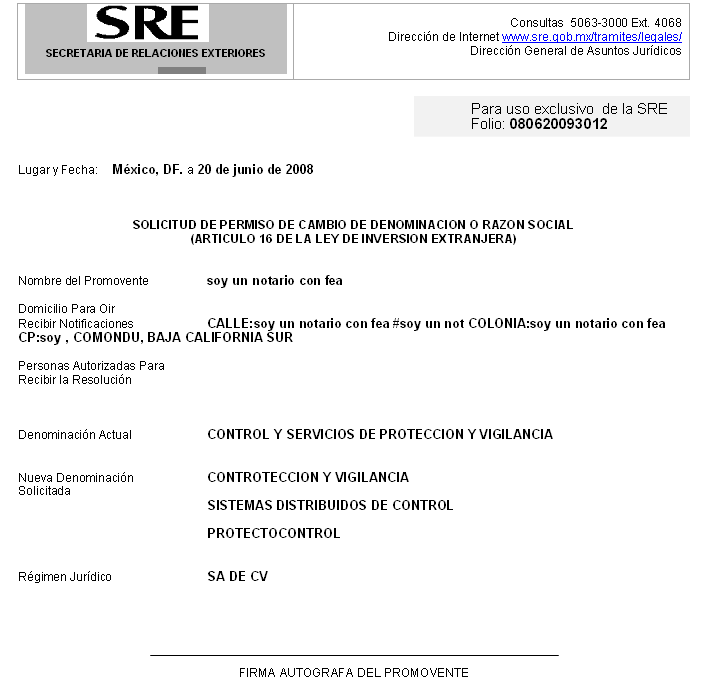 SRE
SECRETARIA DE RELACIONES EXTERIORES
Consultas 5063-3000 Ext. 4068
Dirección de Internet www.sre.gob.mx/tramites/legales/
Dirección General de Asuntos Jurídicos
Para uso exclusivo de la SRE
Folio: 080620093012
Lugar y Fecha: México, DF. a 20 de junio de 2008
SOLICITUD DE PERMISO DE CAMBIO DE DENOMINACION O RAZON SOCIAL
(ARTICULO 16 DE LA LEY DE INVERSION EXTRANJERA)
Nombre del Promovente soy un notario con fea
Domicilio Para Oir
Recibir Notificaciones CALLE:soy un notario con fea #soy un not COLONIA:soy un notario con fea
CP:soy , COMONDU, BAJA CALIFORNIA SUR
Personas Autorizadas Para
Recibir la Resolución
Denominación Actual CONTROL Y SERVICIOS DE PROTECCION Y VIGILANCIA
Nueva Denominación CONTROTECCION Y VIGILANCIA
Solicitada
SISTEMAS DISTRIBUIDOS DE CONTROL
PROTECTOCONTROL
Régimen Jurídico SA DE CV
FIRMA AUTOGRAFA DEL PROMOVENTE